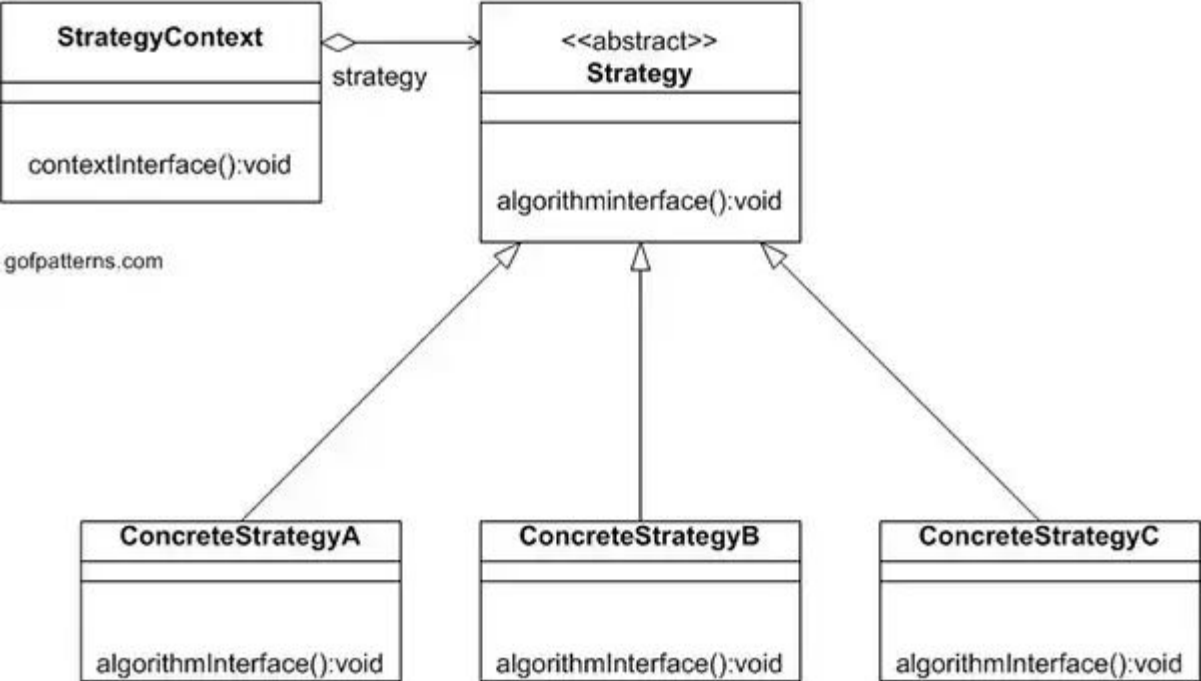 StrategyContext
strategy
contextInterface():void
<<abstract>>
Strategy
algorithminterface():void
gofpatterns.com
ConcreteStrategyA
algorithmInterface():void
ConcreteStrategyB
algorithmInterface():void
ConcreteStrategyC
algorithmInterface():void